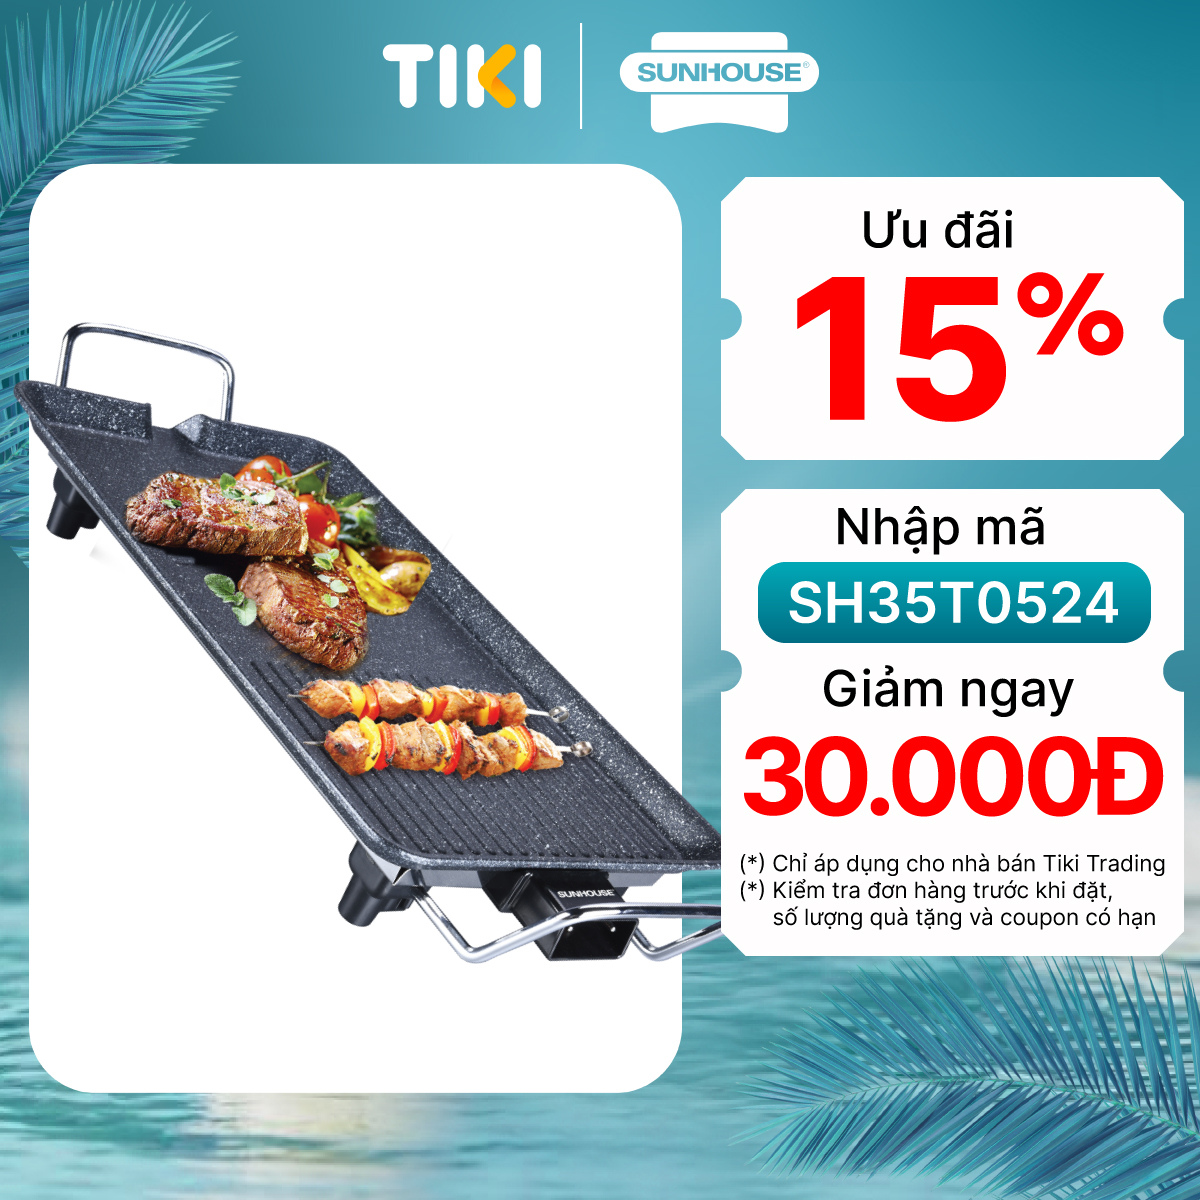 TIKI
SUNHOUSE®
Ưu đãi
15%
Nhập mã
SH35T0524
Giảm ngay
30.000Đ
(*) Chỉ áp dụng cho nhà bán Tiki Trading
(*) Kiểm tra đơn hàng trước khi đặt,
số lượng quà tặng và coupon có hạn
SUNHOUSE